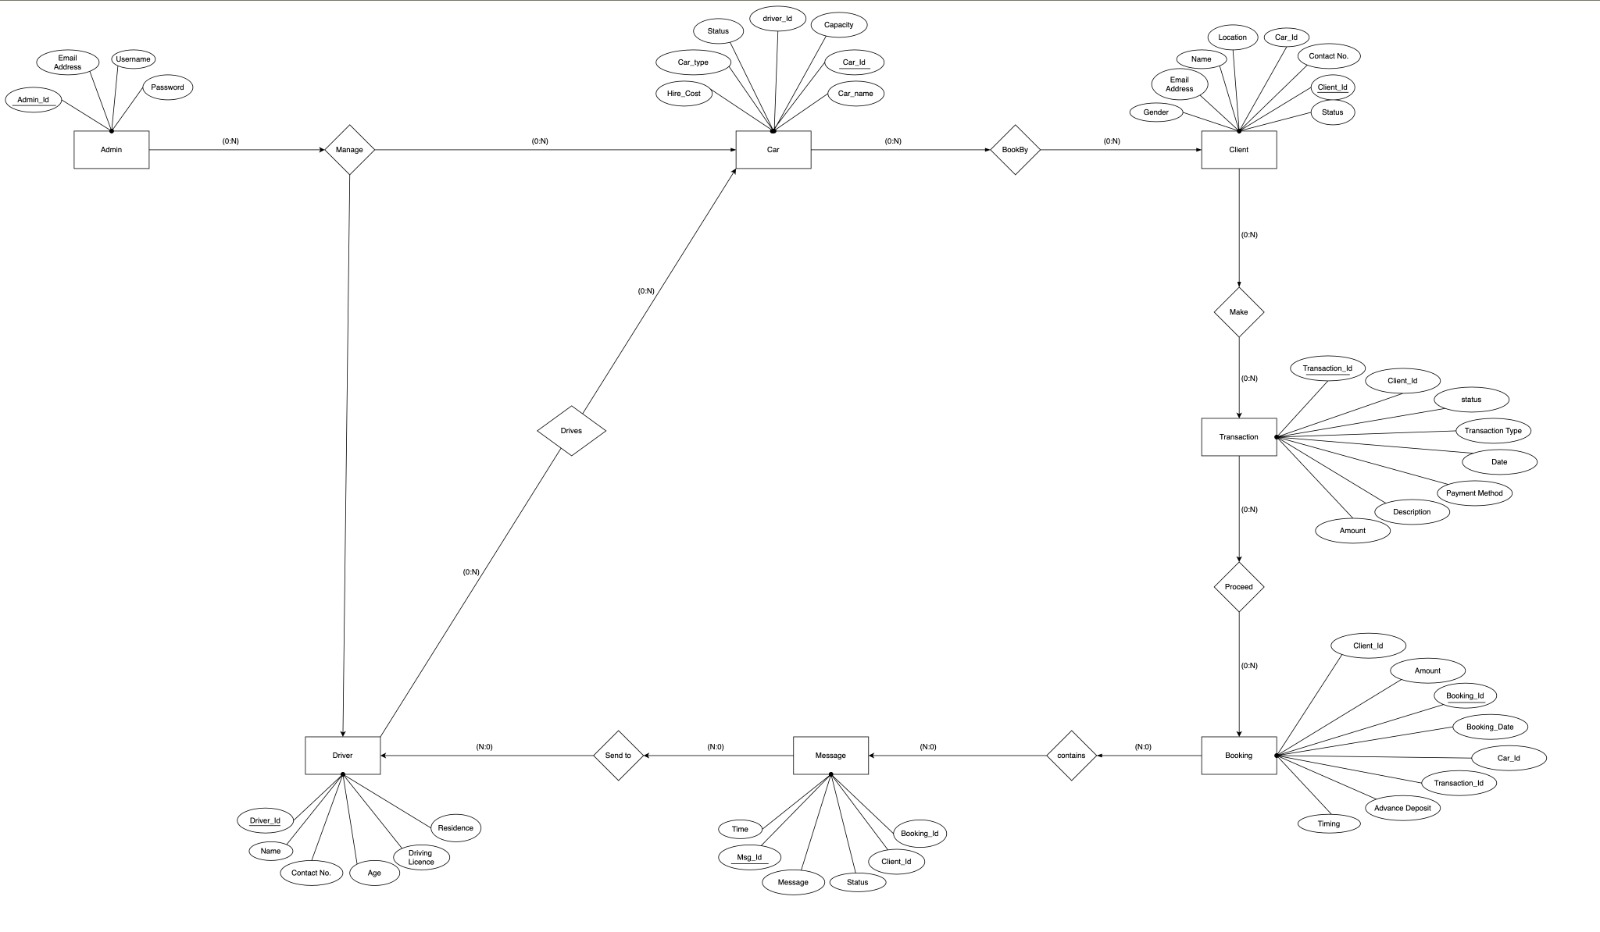 driver_Id
Capacity
Status
Email
Address
Username
Password
Admin_Id
Car_type
Hire_Cost
Car_Id
Car_name
Location
Car_Id
Name
Contact No.
Email
Address
Client_Id
Gender
Status
Admin
(0:N)
Manage
(0:N)
Car
(0:N)
BookBy
(0:N)
Client
(0:N)
(0:N)
Make
Drives
(0:N)
(0:N)
Transaction_Id
Client_Id
status
Transaction Type
Transaction
Date
Payment Method
Description
Amount
(0:N)
Proceed
(0:N)
Client_Id
Amount
Booking_Id
Booking_Date
Car_Id
Transaction_Id
Advance Deposit
Timing
Driver
(N:0)
Send to
(N:0)
Message
(N:0)
contains
(N:0)
Booking
Driver_Id
Name
Contact No.
Age
Driving
Licence
Residence
Time
Msg_Id
Message
Status
Client_Id
Booking_Id